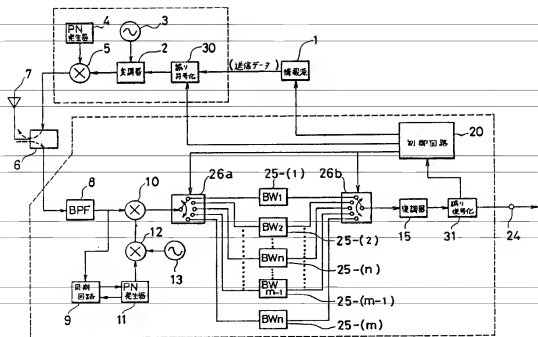 PN
発生器
4
3
5
変調器
2
誤り
符号化
30
(送信データ)
情報源
1
7
6
制御回路
20
BPF
8
10
26a
25-(1)
BW1
26b
BW2
25-(2)
BWn
25-(n)
BW
m-1
25-(m-1)
BWn
25-(m)
復調器
15
誤り
復号化
31
24
12
13
同期
回路
9
PN
発生器
11